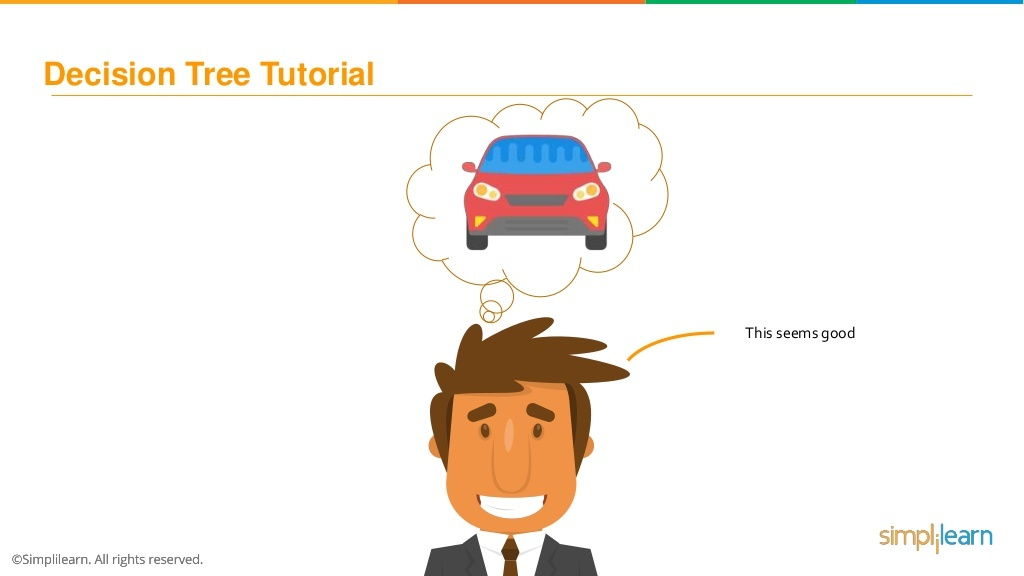 Decision Tree Tutorial
This seems good
simplilearn
©Simplilearn. All rights reserved.